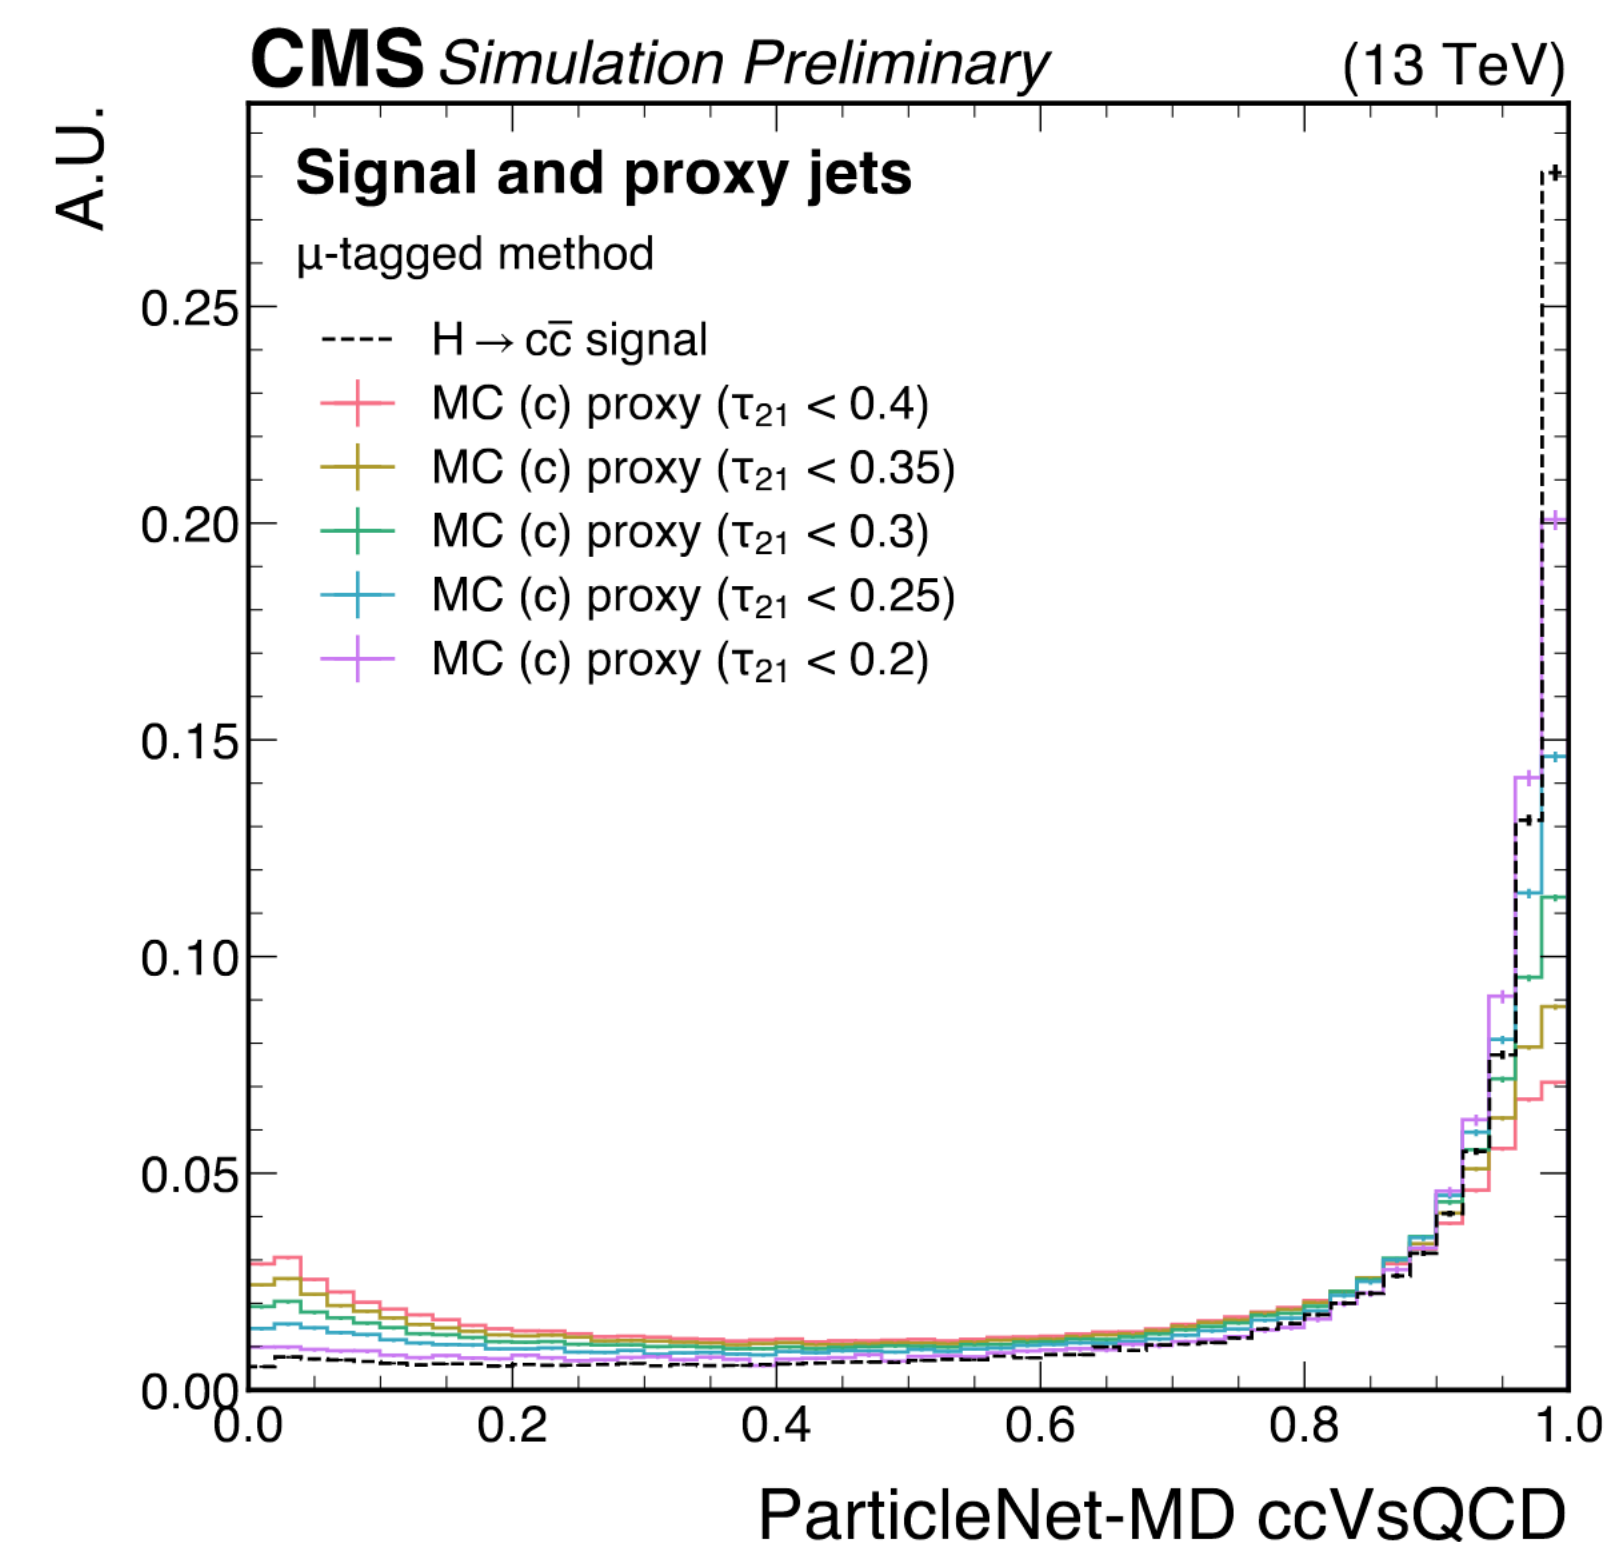 CMS Simulation Preliminary (13 TeV)
A.U.
Signal and proxy jets
μ-tagged method
H → cc̅ signal
MC (c) proxy (τ₂₁ < 0.4)
MC (c) proxy (τ₂₁ < 0.35)
MC (c) proxy (τ₂₁ < 0.3)
MC (c) proxy (τ₂₁ < 0.25)
MC (c) proxy (τ₂₁ < 0.2)
0.25
0.20
0.15
0.10
0.05
0.00
0.0 0.2 0.4 0.6 0.8 1.0
ParticleNet-MD ccVsQCD